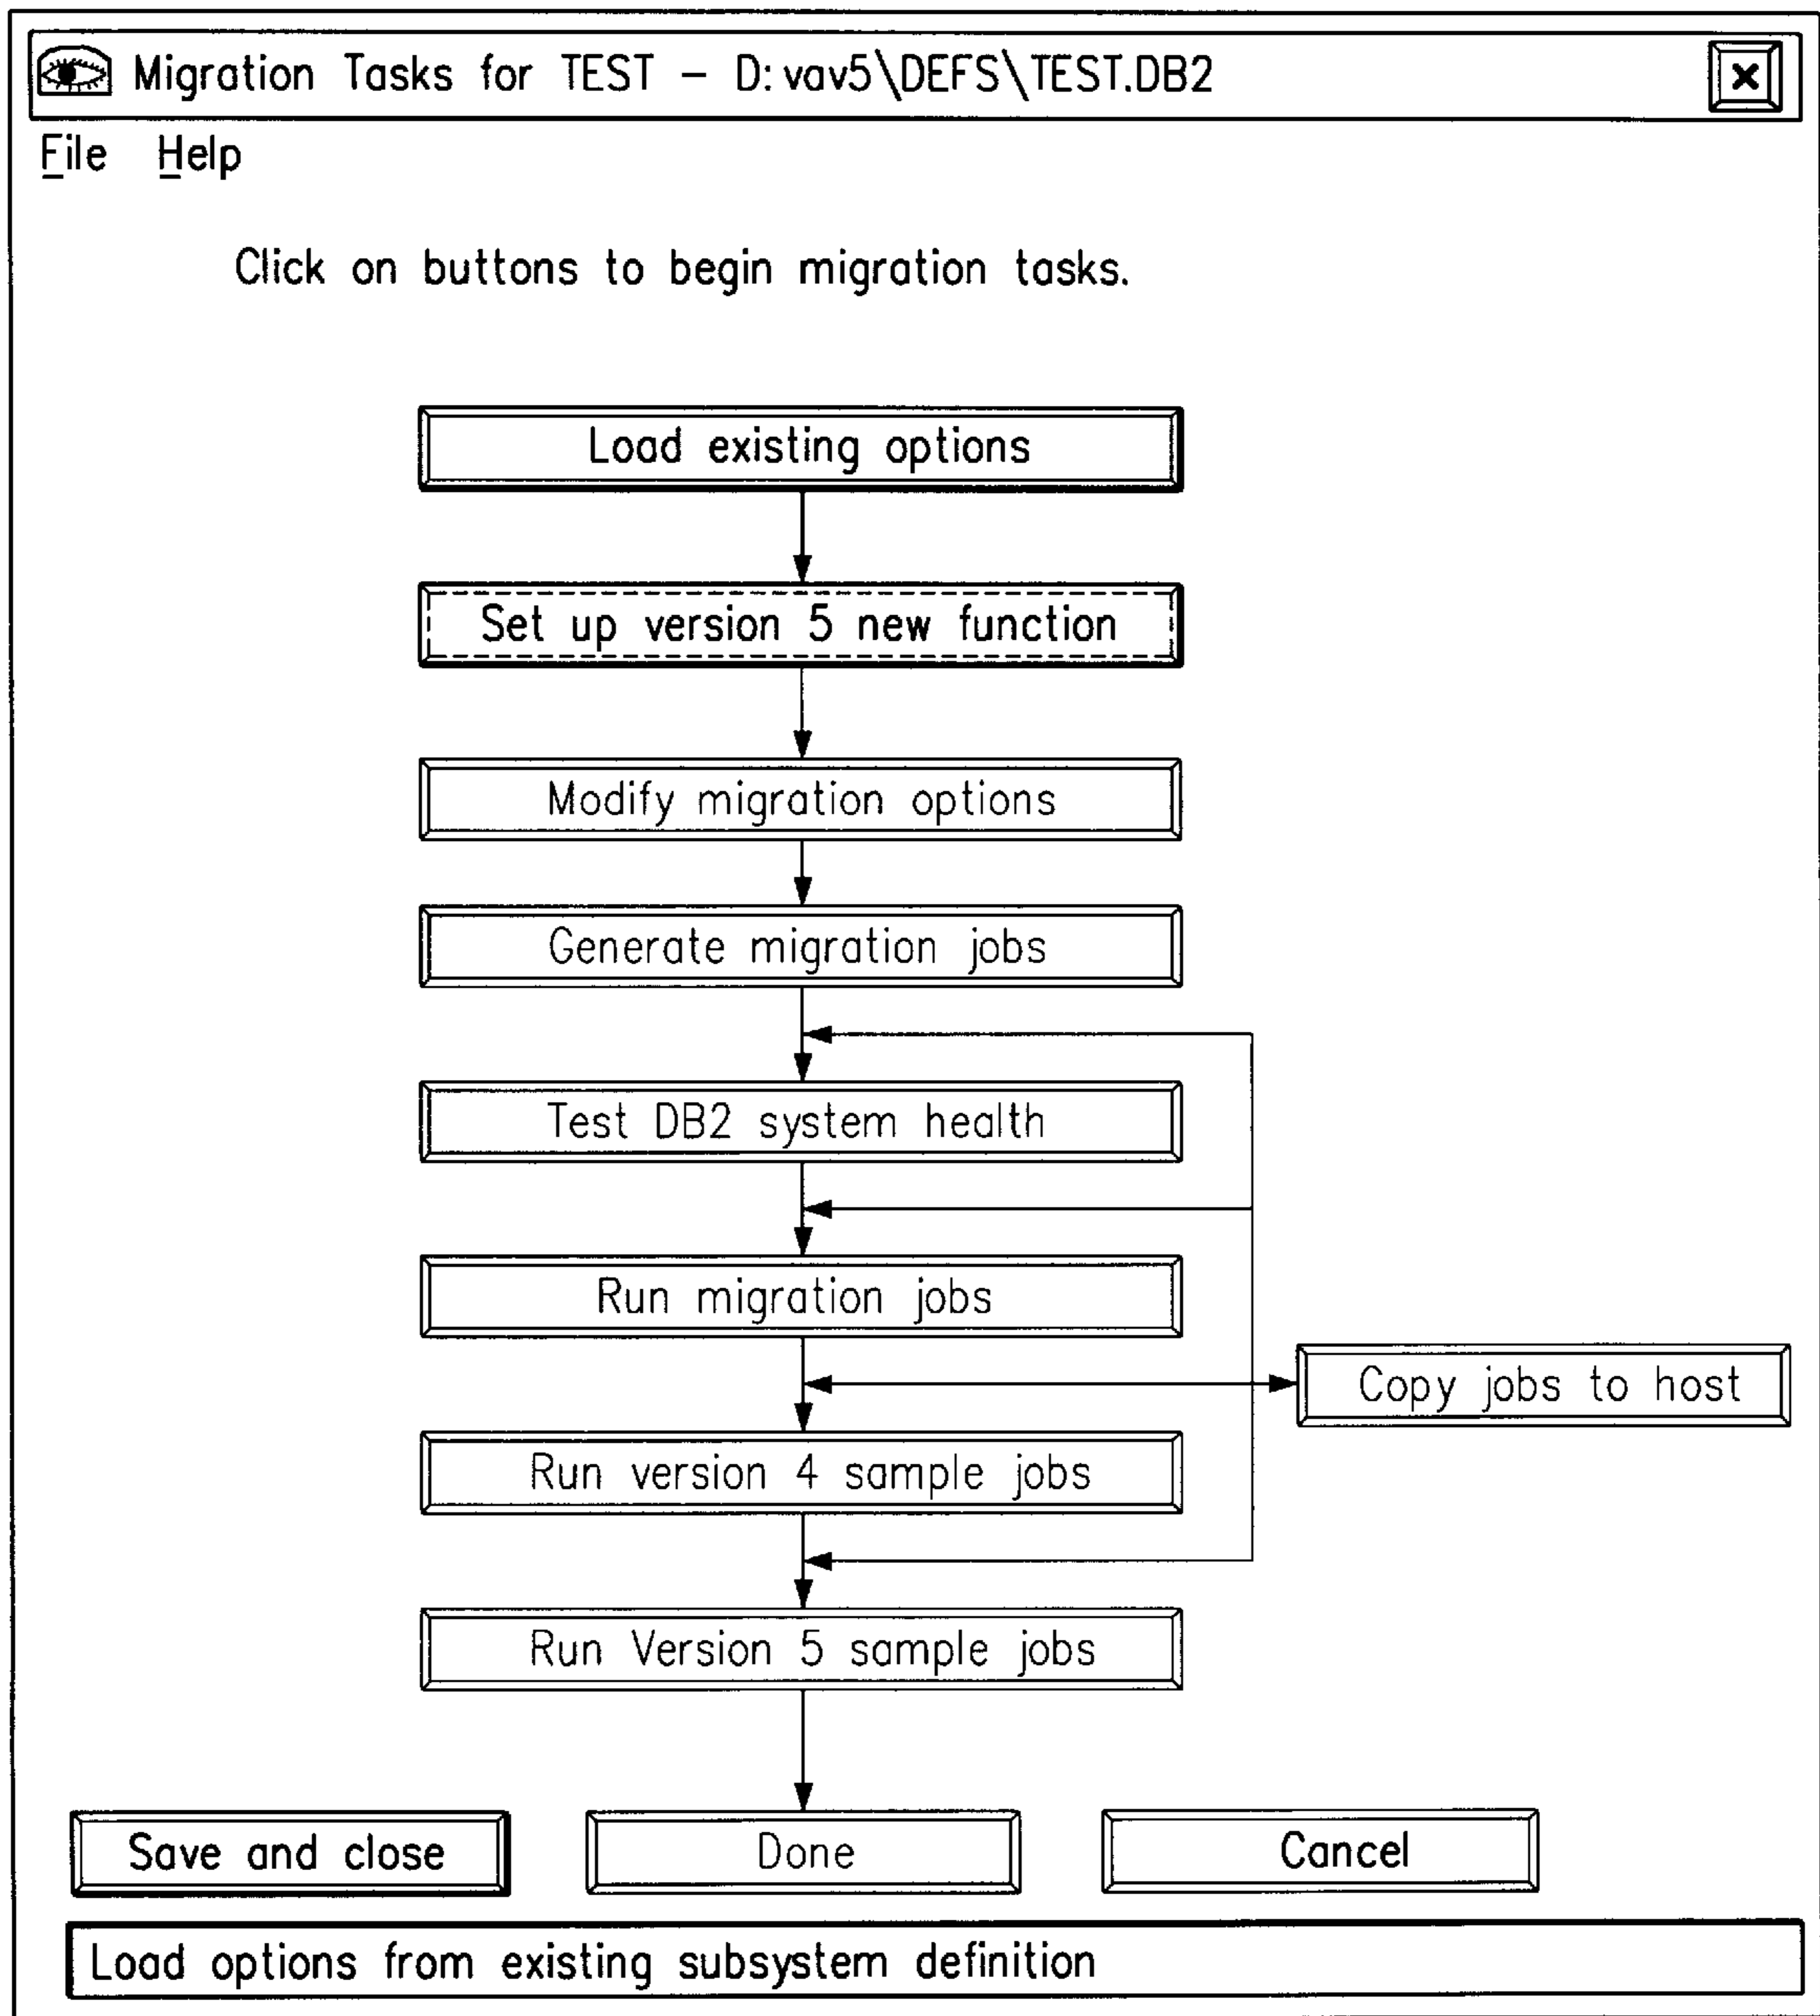 Migration Tasks for TEST – D:vav5\DEFS\TEST.DB2
File Help
Click on buttons to begin migration tasks.
Load existing options
Set up version 5 new function
Modify migration options
Generate migration jobs
Test DB2 system health
Run migration jobs
Copy jobs to host
Run version 4 sample jobs
Run Version 5 sample jobs
Save and close Done Cancel
Load options from existing subsystem definition